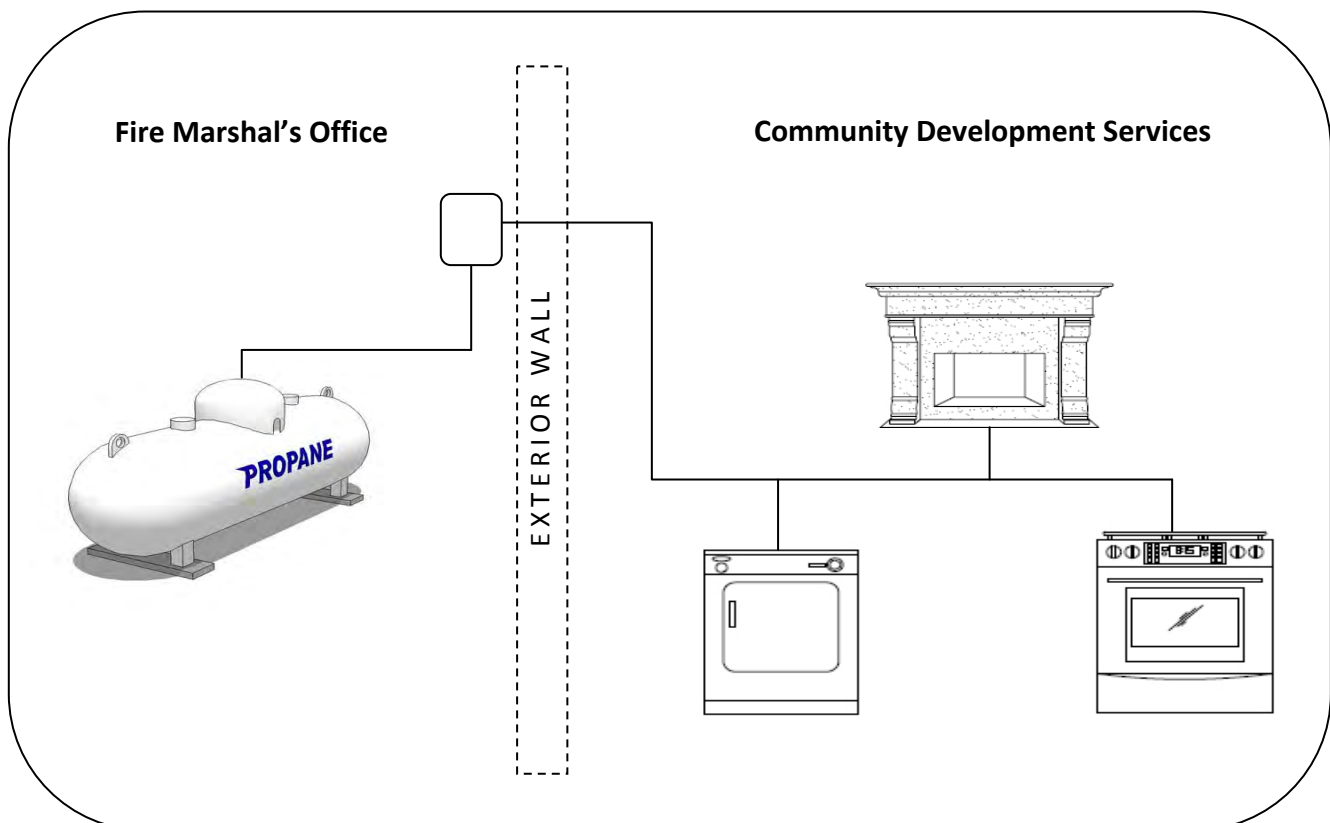 Fire Marshal’s Office
Community Development Services
EXTERIOR WALL
PROPANE